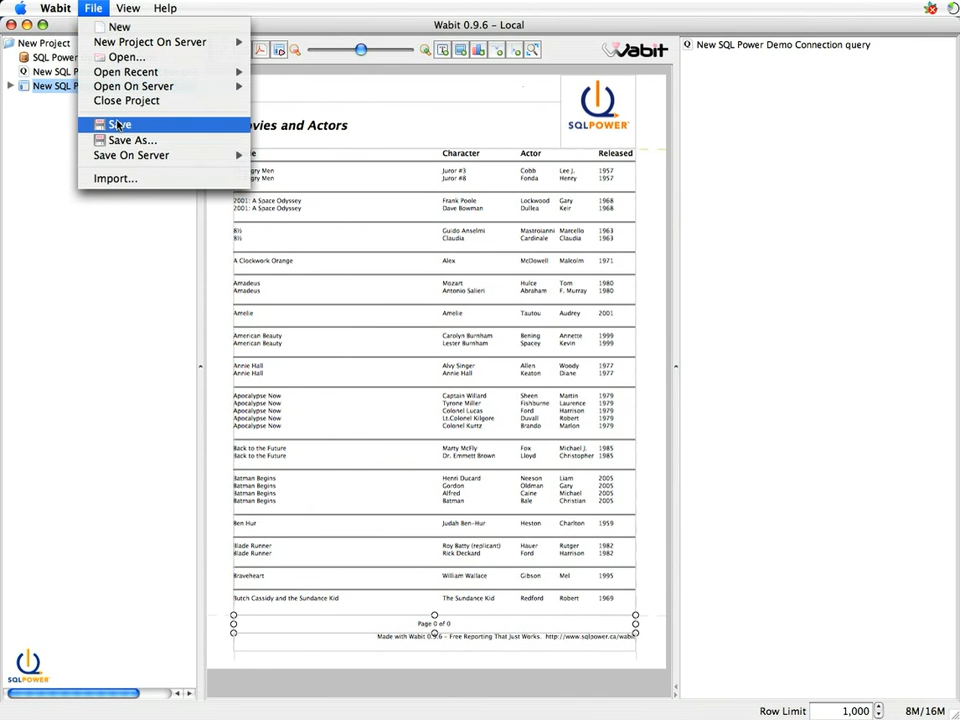 Wabit File View Help
Wabit 0.9.6 - Local
New
New Project On Server
Open...
Open Recent
Open On Server
Close Project
Save
Save As...
Save On Server
Import...
New Project
SQL Power
New SQL P
New SQL P
Wabit
New SQL Power Demo Connection query
SQLPOWER
ovies and Actors
Character Actor Released
gry Men Juror #3 Cobb Lee J. 1957
gry Men Juror #8 Fonda Henry 1957
2001: A Space Odyssey Frank Poole Lockwood Gary 1968
2001: A Space Odyssey Dave Bowman Dullea Keir 1968
8½ Guido Anselmi Mastroianni Marcello 1963
8½ Claudia Cardinale Claudia 1963
A Clockwork Orange Alex McDowell Malcolm 1971
Amadeus Mozart Hulce Tom 1980
Amadeus Antonio Salieri Abraham F. Murray 1980
Amelie Amelie Tautou Audrey 2001
American Beauty Carolyn Burnham Bening Annette 1999
American Beauty Lester Burnham Spacey Kevin 1999
Annie Hall Alvy Singer Allen Woody 1977
Annie Hall Annie Hall Keaton Diane 1977
Apocalypse Now Captain Willard Sheen Martin 1979
Apocalypse Now Tyrone Miller Fishburne Laurence 1979
Apocalypse Now Colonel Lucas Ford Harrison 1979
Apocalypse Now Lt.Colonel Kilgore Duvall Robert 1979
Apocalypse Now Colonel Kurtz Brando Marlon 1979
Back to the Future Marty McFly Fox Michael J. 1985
Back to the Future Dr. Emmett Brown Lloyd Christopher 1985
Batman Begins Henri Ducard Neeson Liam 2005
Batman Begins Gordon Oldman Gary 2005
Batman Begins Alfred Caine Michael 2005
Batman Begins Batman Bale Christian 2005
Ben Hur Judah Ben-Hur Heston Charlton 1959
Blade Runner Roy Batty (replicant) Hauer Rutger 1982
Blade Runner Rick Deckard Ford Harrison 1982
Braveheart William Wallace Gibson Mel 1995
Butch Cassidy and the Sundance Kid The Sundance Kid Redford Robert 1969
Page 0 of 0
Made with Wabit 0.9.6 - Free Reporting That Just Works. http://www.sqlpower.ca/wabit
SQLPOWER
Row Limit 1,000 8M/16M